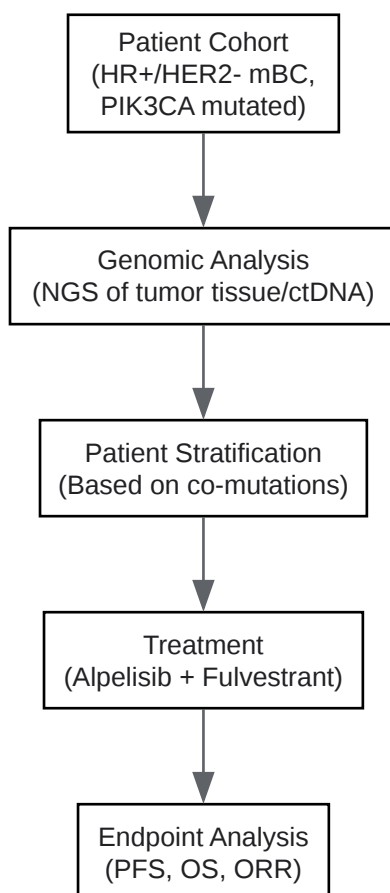 Patient Cohort
(HR+/HER2- mBC,
PIK3CA mutated)
Genomic Analysis
(NGS of tumor tissue/ctDNA)
Patient Stratification
(Based on co-mutations)
Treatment
(Alpelisib + Fulvestrant)
Endpoint Analysis
(PFS, OS, ORR)